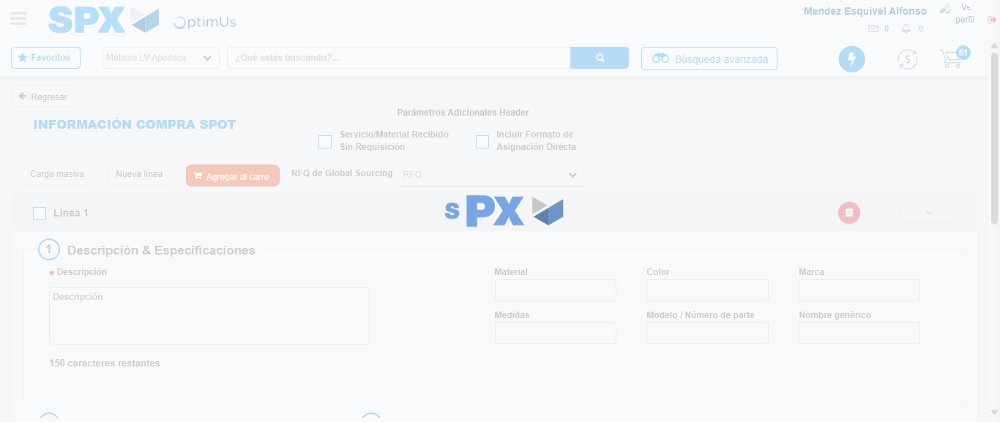 SPX OptimUs
Mendez Esquivel Alfonso
Ve
perfil
0 0
Favoritos
Metalsa LV Apodaca
¿Qué estás buscando?...
Búsqueda avanzada
61
Regresar
INFORMACIÓN COMPRA SPOT
Parámetros Adicionales Header
Servicio/Material Recibido
Sin Requisición
Incluir Formato de
Asignación Directa
Carga masiva
Nueva línea
Agregar al carro
RFQ de Global Sourcing
RFQ
sPX
Linea 1
1 Descripción & Especificaciones
* Descripción
Material
Color
Marca
Descripción
Medidas
Modelo / Número de parte
Nombre genérico
150 caracteres restantes